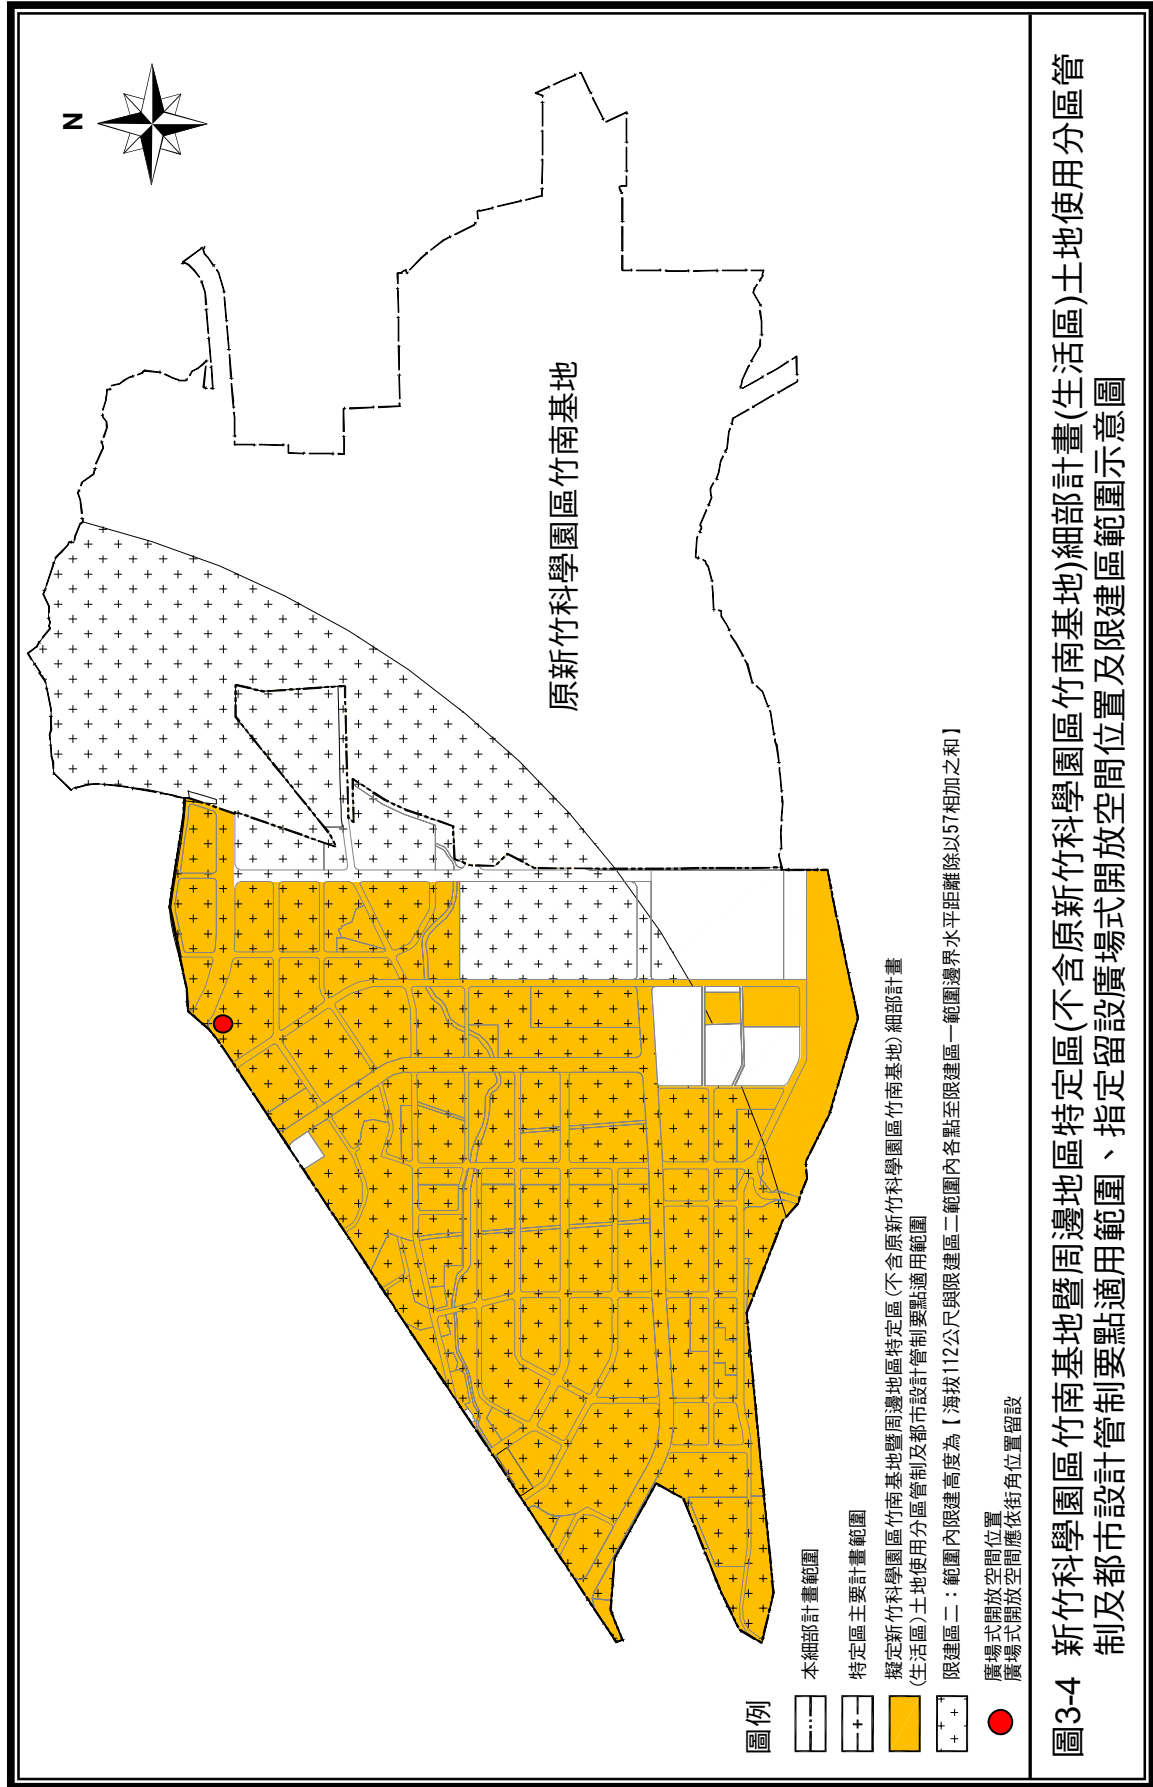 N
原新竹科學園區竹南基地
圖例
本細部計畫範圍
特定區主要計畫範圍
擬定新竹科學園區竹南基地暨周邊地區特定區(不含原新竹科學園區竹南基地)細部計畫
(生活區)土地使用分區管制及都市設計管制要點適用範圍
限建區二：範圍內限建高度為【海拔112公尺與限建區二範圍內各點至限建區一範圍邊界水平距離除以57相加之和】
廣場式開放空間位置
廣場式開放空間應依街角位置留設
圖3-4 新竹科學園區竹南基地暨周邊地區特定區(不含原新竹科學園區竹南基地)細部計畫(生活區)土地使用分區管
制及都市設計管制要點適用範圍、指定留設廣場式開放空間位置及限建區範圍示意圖